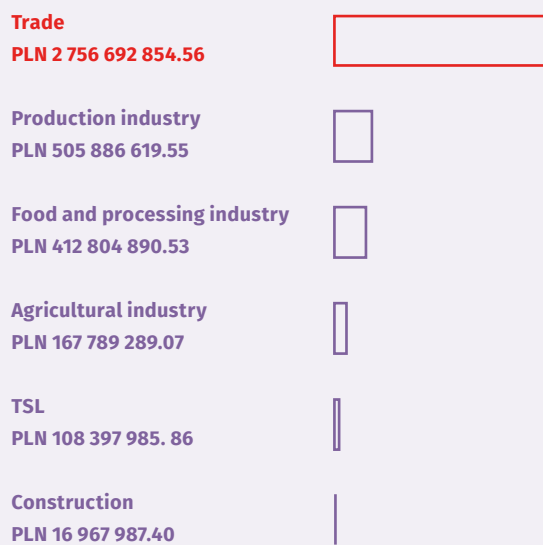 Trade
PLN 2 756 692 854.56
Production industry
PLN 505 886 619.55
Food and processing industry
PLN 412 804 890.53
Agricultural industry
PLN 167 789 289.07
TSL
PLN 108 397 985. 86
Construction
PLN 16 967 987.40